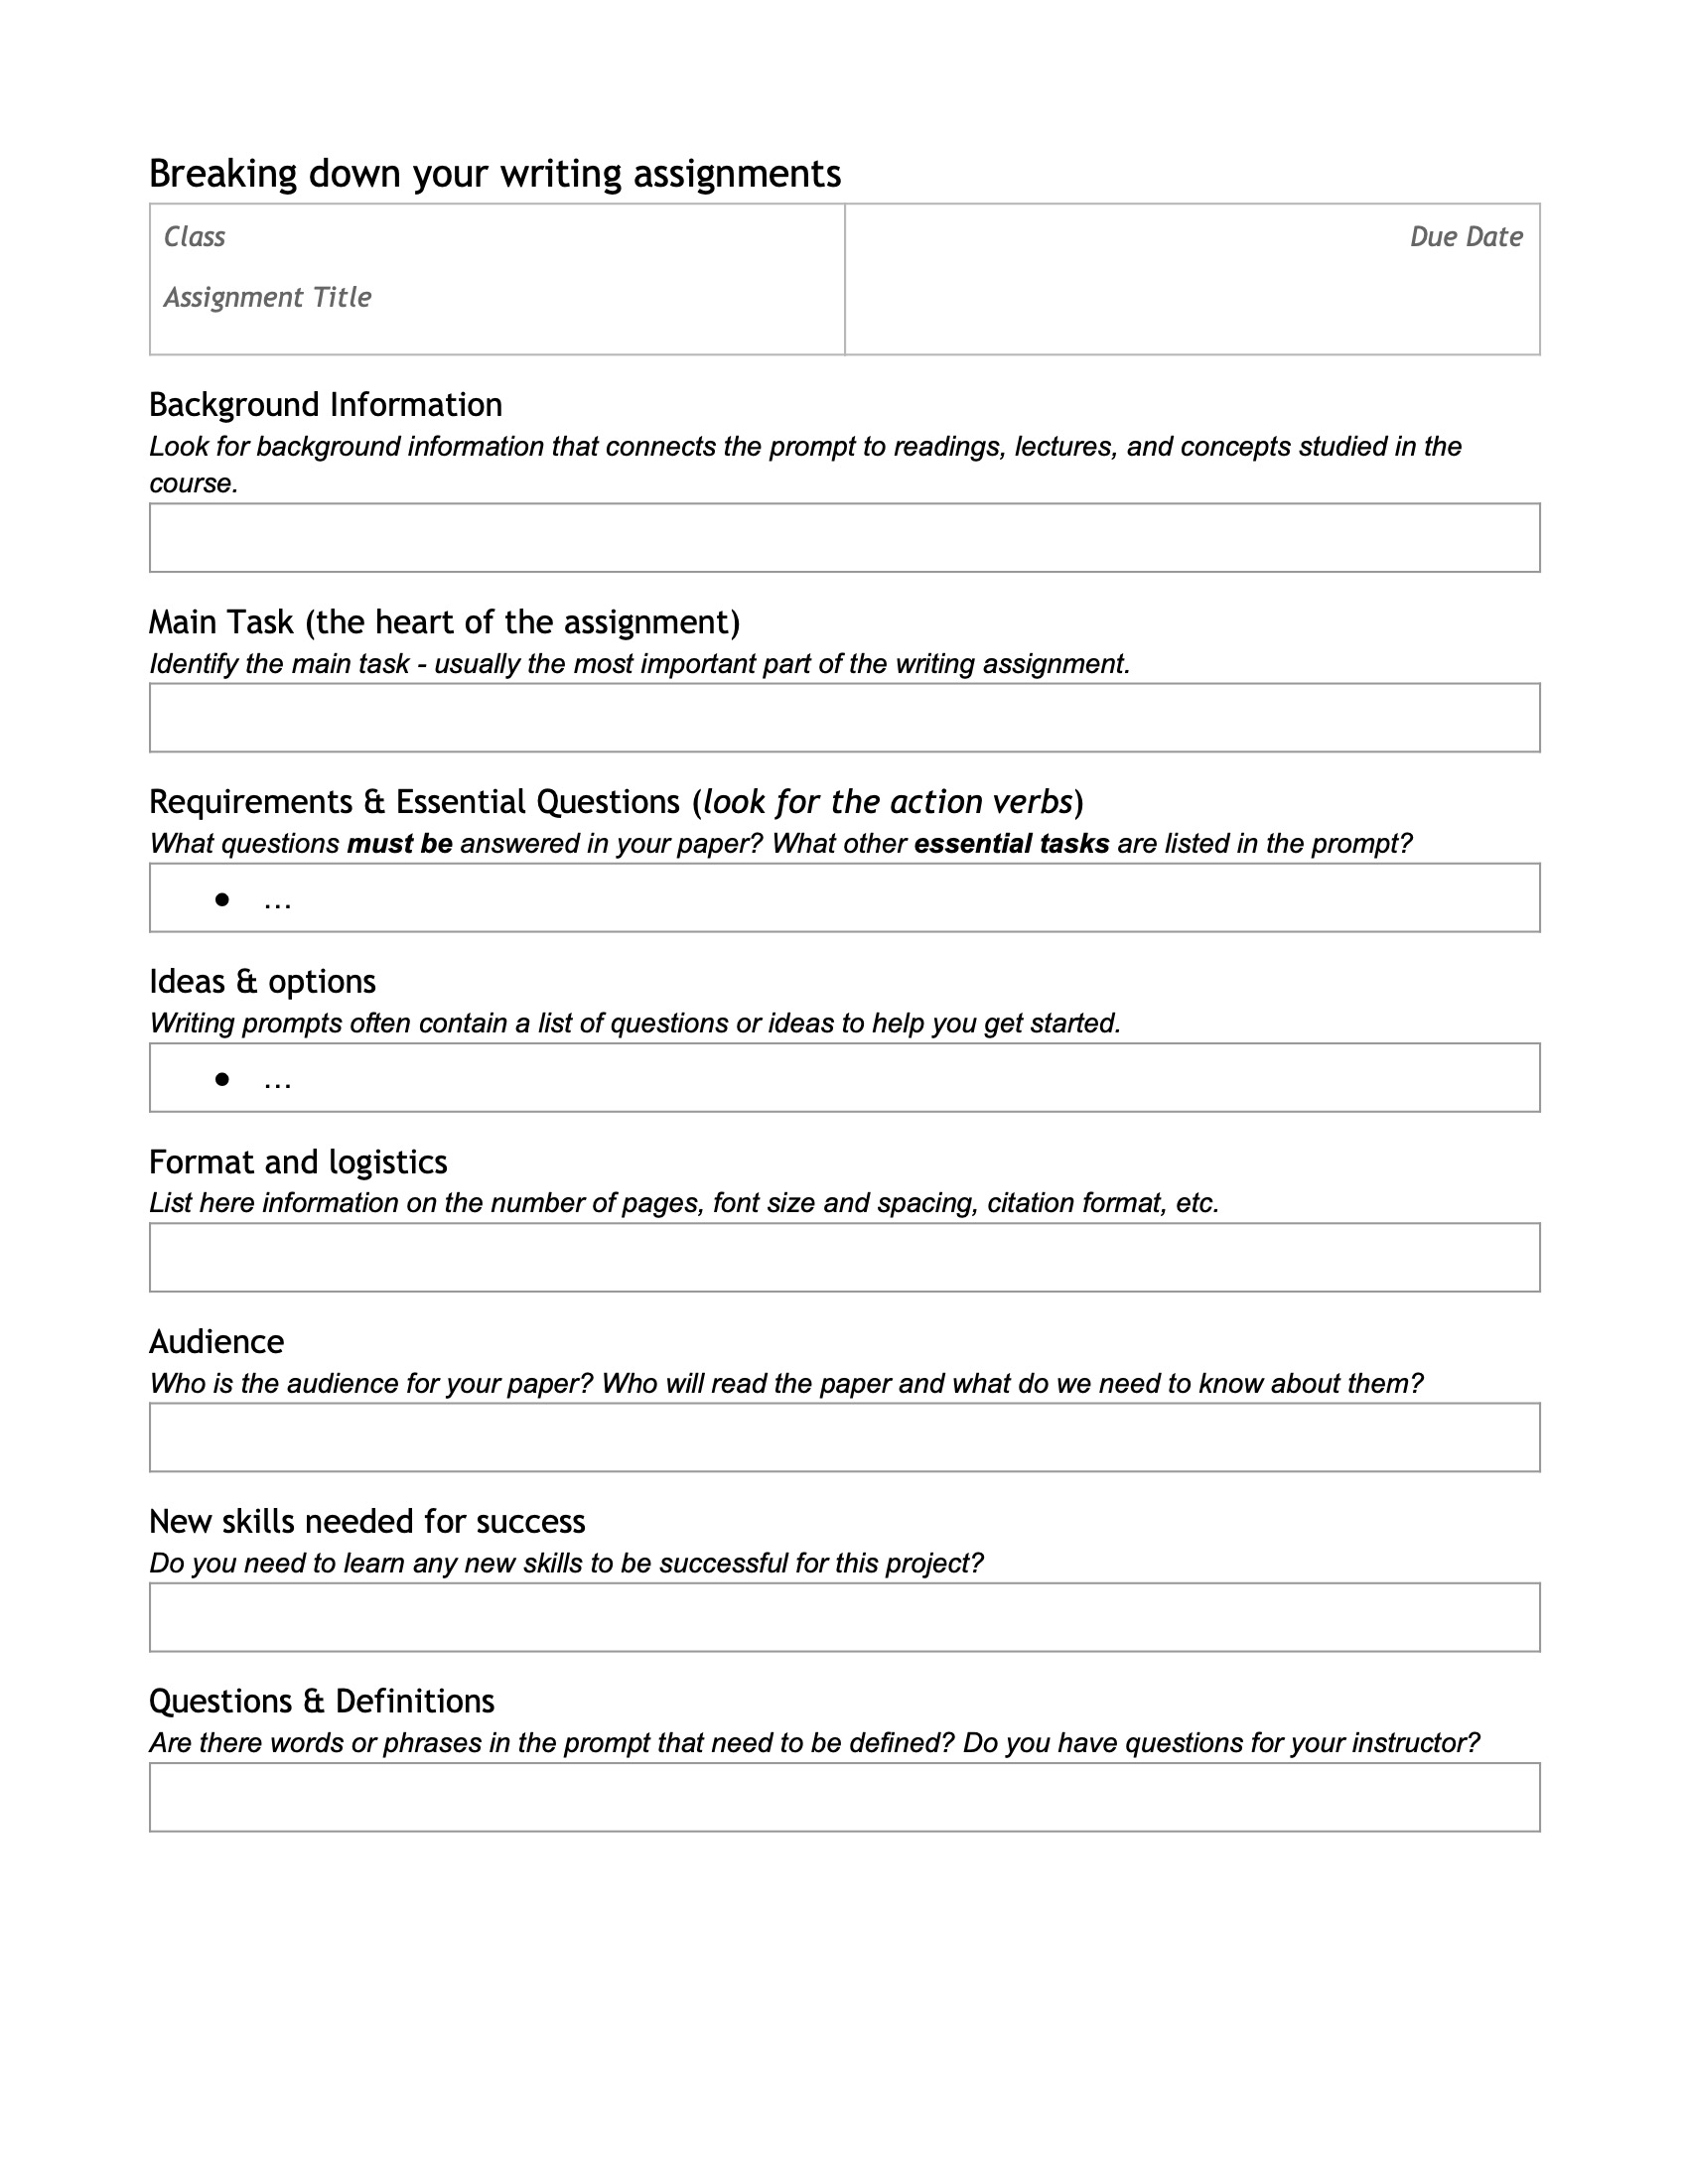 Breaking down your writing assignments
Class
Due Date
Assignment Title
Background Information
Look for background information that connects the prompt to readings, lectures, and concepts studied in the
course.
Main Task (the heart of the assignment)
Identify the main task - usually the most important part of the writing assignment.
Requirements & Essential Questions (look for the action verbs)
What questions must be answered in your paper? What other essential tasks are listed in the prompt?
● …
Ideas & options
Writing prompts often contain a list of questions or ideas to help you get started.
● …
Format and logistics
List here information on the number of pages, font size and spacing, citation format, etc.
Audience
Who is the audience for your paper? Who will read the paper and what do we need to know about them?
New skills needed for success
Do you need to learn any new skills to be successful for this project?
Questions & Definitions
Are there words or phrases in the prompt that need to be defined? Do you have questions for your instructor?